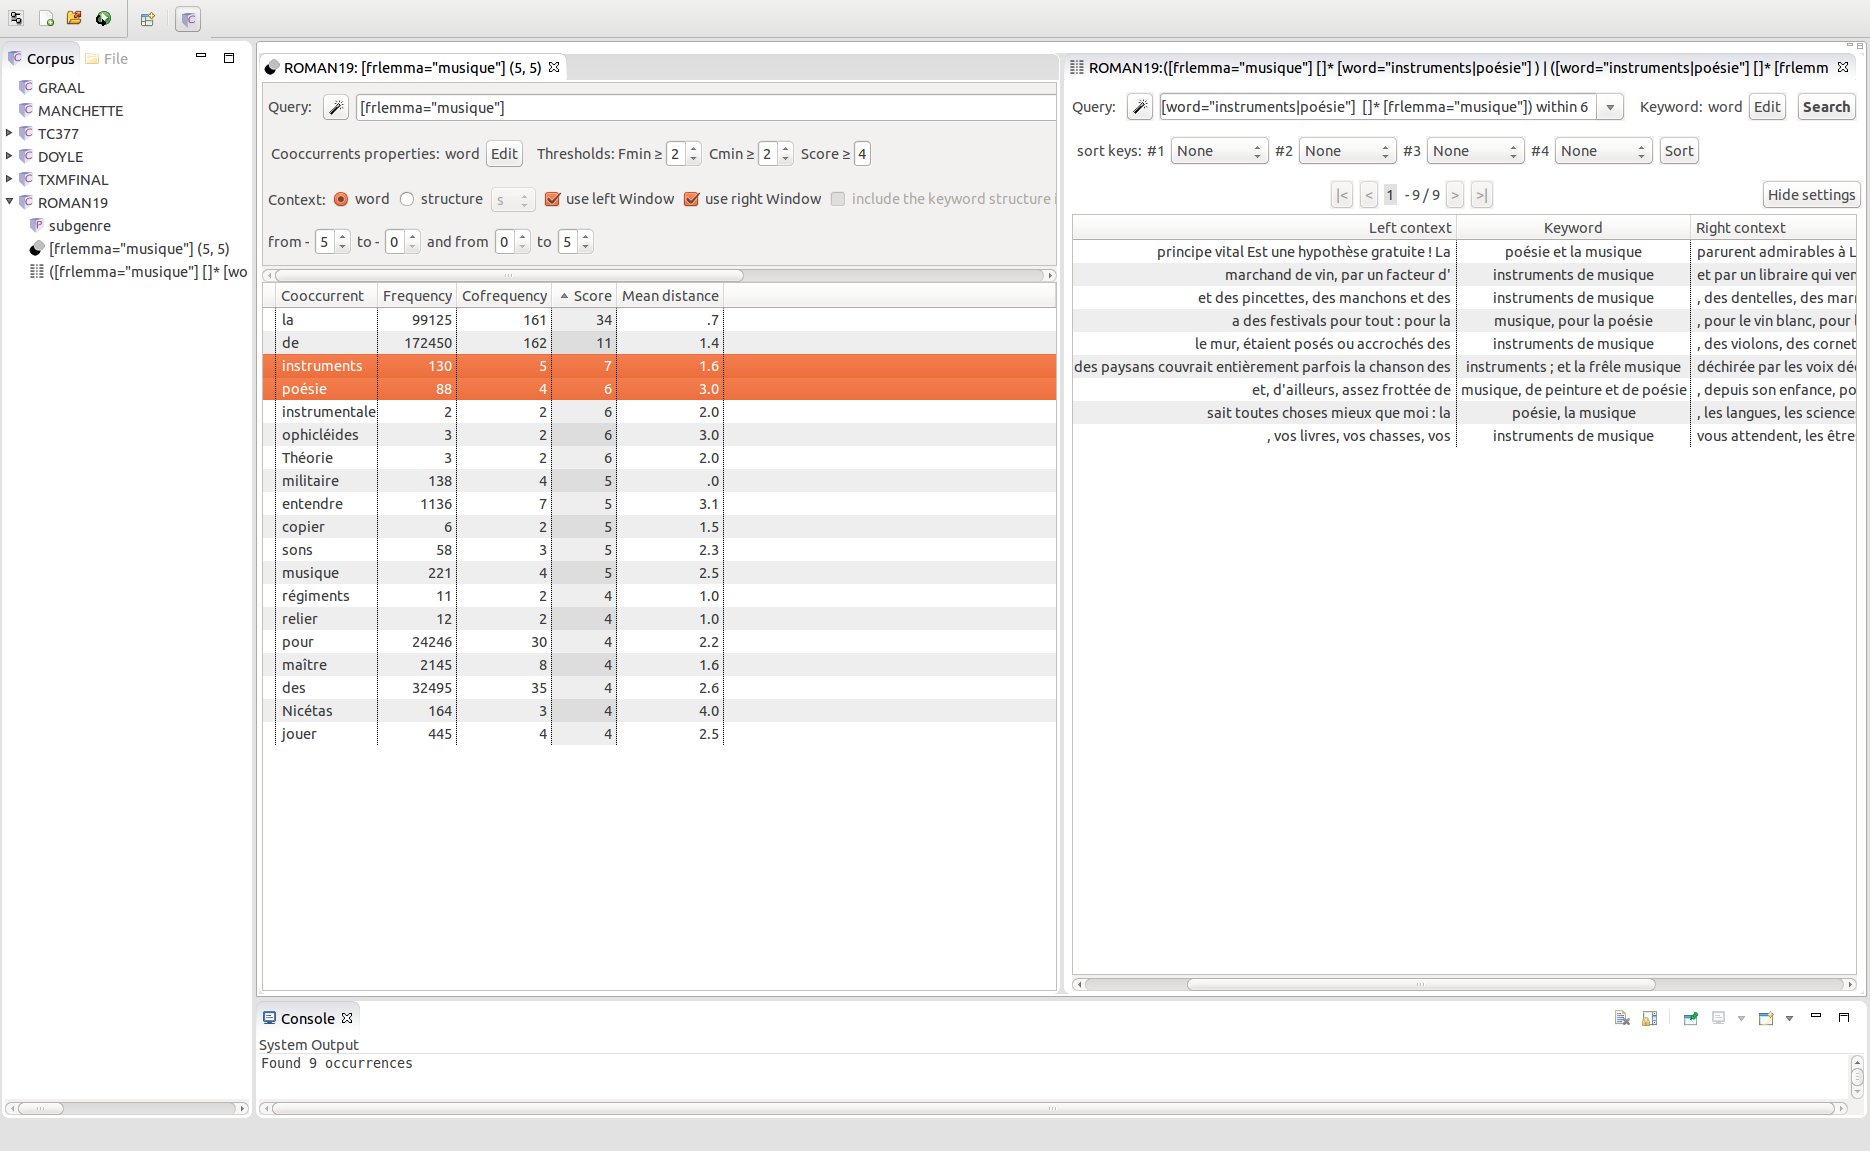 Corpus File
GRAAL
MANCHETTE
TC377
DOYLE
TXMFINAL
ROMAN19
subgenre
[frlemma="musique"] (5, 5)
([frlemma="musique"] []* [wo
ROMAN19: [frlemma="musique"] (5, 5)
Query: [frlemma="musique"]
Cooccurrents properties: word Edit Thresholds: Fmin ≥ 2 Cmin ≥ 2 Score ≥ 4
Context: word structure s use left Window use right Window include the keyword structure i
from - 5 to - 0 and from 0 to 5
Cooccurrent Frequency Cofrequency Score Mean distance
la 99125 161 34 .7
de 172450 162 11 1.4
instruments 130 5 7 1.6
poésie 88 4 6 3.0
instrumentale 2 2 6 2.0
ophicléides 3 2 6 3.0
Théorie 3 2 6 2.0
militaire 138 4 5 .0
entendre 1136 7 5 3.1
copier 6 2 5 1.5
sons 58 3 5 2.3
musique 221 4 5 2.5
régiments 11 2 4 1.0
relier 12 2 4 1.0
pour 24246 30 4 2.2
maître 2145 8 4 1.6
des 32495 35 4 2.6
Nicétas 164 3 4 4.0
jouer 445 4 4 2.5
ROMAN19:([frlemma="musique"] []* [word="instruments|poésie"] ) | ([word="instruments|poésie"] []* [frlemm
Query: [word="instruments|poésie"] []* [frlemma="musique"]) within 6 Keyword: word Edit Search
sort keys: #1 None #2 None #3 None #4 None Sort
|< < 1 - 9 / 9 > >| Hide settings
Left context Keyword Right context
principe vital Est une hypothèse gratuite ! La poésie et la musique parurent admirables à L
marchand de vin, par un facteur d' instruments de musique et par un libraire qui ven
et des pincettes, des manchons et des instruments de musique , des dentelles, des mar
a des festivals pour tout : pour la musique, pour la poésie , pour le vin blanc, pour l
le mur, étaient posés ou accrochés des instruments de musique , des violons, des cornet
des paysans couvrait entièrement parfois la chanson des instruments ; et la frêle musique déchirée par les voix dé
et, d'ailleurs, assez frottée de musique, de peinture et de poésie , depuis son enfance, po
sait toutes choses mieux que moi : la poésie, la musique , les langues, les science
, vos livres, vos chasses, vos instruments de musique vous attendent, les être
Console
System Output
Found 9 occurrences